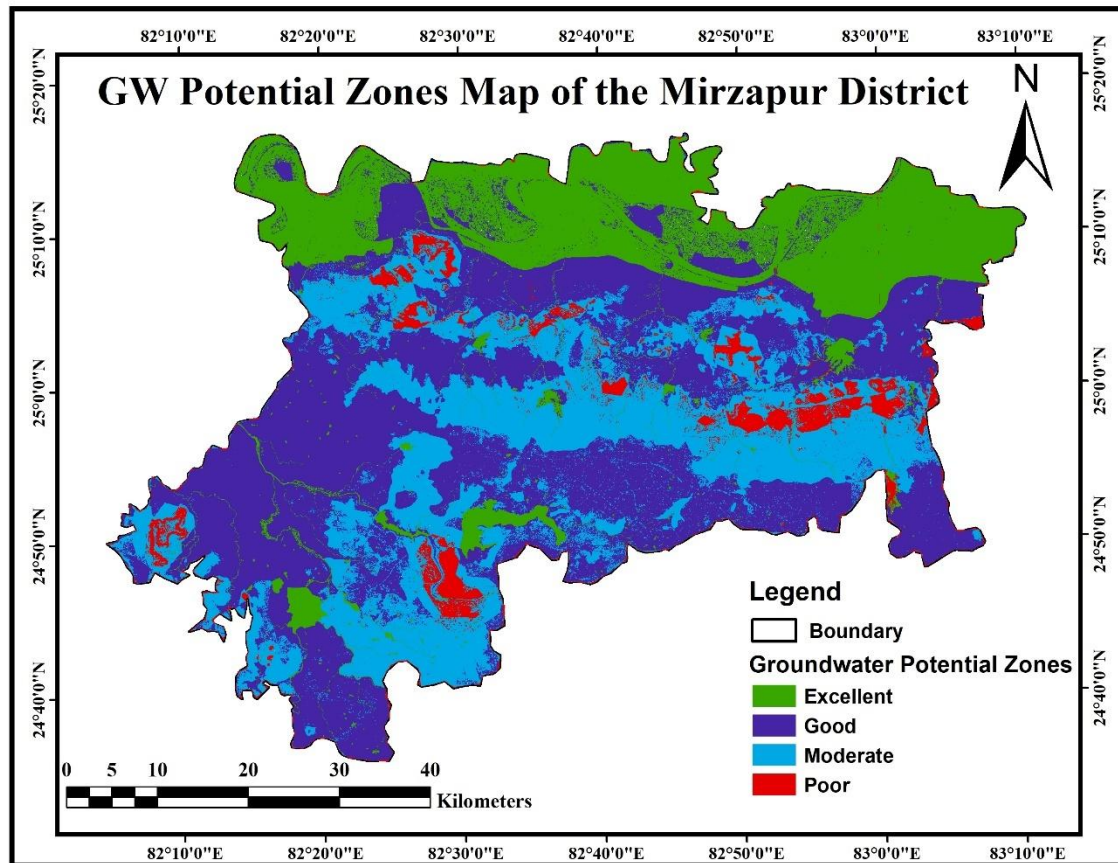 82°10'0"E 82°20'0"E 82°30'0"E 82°40'0"E 82°50'0"E 83°0'0"E 83°10'0"E
GW Potential Zones Map of the Mirzapur District
N
25°20'0"N 25°20'0"N
25°10'0"N 25°10'0"N
25°0'0"N 25°0'0"N
24°50'0"N 24°50'0"N
24°40'0"N 24°40'0"N
Legend
Boundary
Groundwater Potential Zones
Excellent
Good
Moderate
Poor
0 5 10 20 30 40
Kilometers
82°10'0"E 82°20'0"E 82°30'0"E 82°40'0"E 82°50'0"E 83°0'0"E 83°10'0"E